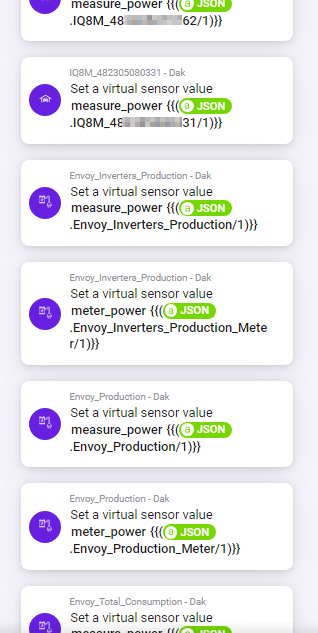 measure_power {{{(a JSON
.IQ8M_48 62/1)}}
IQ8M_482305080331 - Dak
Set a virtual sensor value
measure_power {{{(a JSON
.IQ8M_48 31/1)}}
Envoy_Inverters_Production - Dak
Set a virtual sensor value
measure_power {{{(a JSON
.Envoy_Inverters_Production/1)}}
Envoy_Inverters_Production - Dak
Set a virtual sensor value
meter_power {{{(a JSON
.Envoy_Inverters_Production_Mete
r/1)}}
Envoy_Production - Dak
Set a virtual sensor value
measure_power {{{(a JSON
.Envoy_Production/1)}}
Envoy_Production - Dak
Set a virtual sensor value
meter_power {{{(a JSON
.Envoy_Production_Meter/1)}}
Envoy_Total_Consumption - Dak
Set a virtual sensor value
measure_power {{{(a JSON